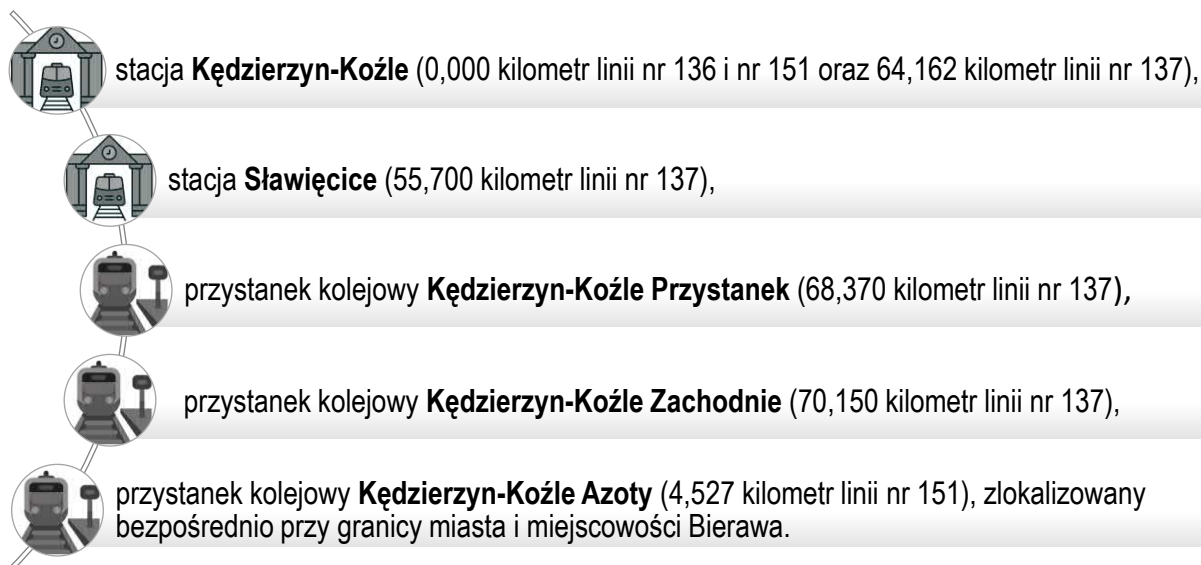 stacja Kędzierzyn-Koźle (0,000 kilometr linii nr 136 i nr 151 oraz 64,162 kilometr linii nr 137),
stacja Sławięcice (55,700 kilometr linii nr 137),
przystanek kolejowy Kędzierzyn-Koźle Przystanek (68,370 kilometr linii nr 137),
przystanek kolejowy Kędzierzyn-Koźle Zachodnie (70,150 kilometr linii nr 137),
przystanek kolejowy Kędzierzyn-Koźle Azoty (4,527 kilometr linii nr 151), zlokalizowany
bezpośrednio przy granicy miasta i miejscowości Bierawa.